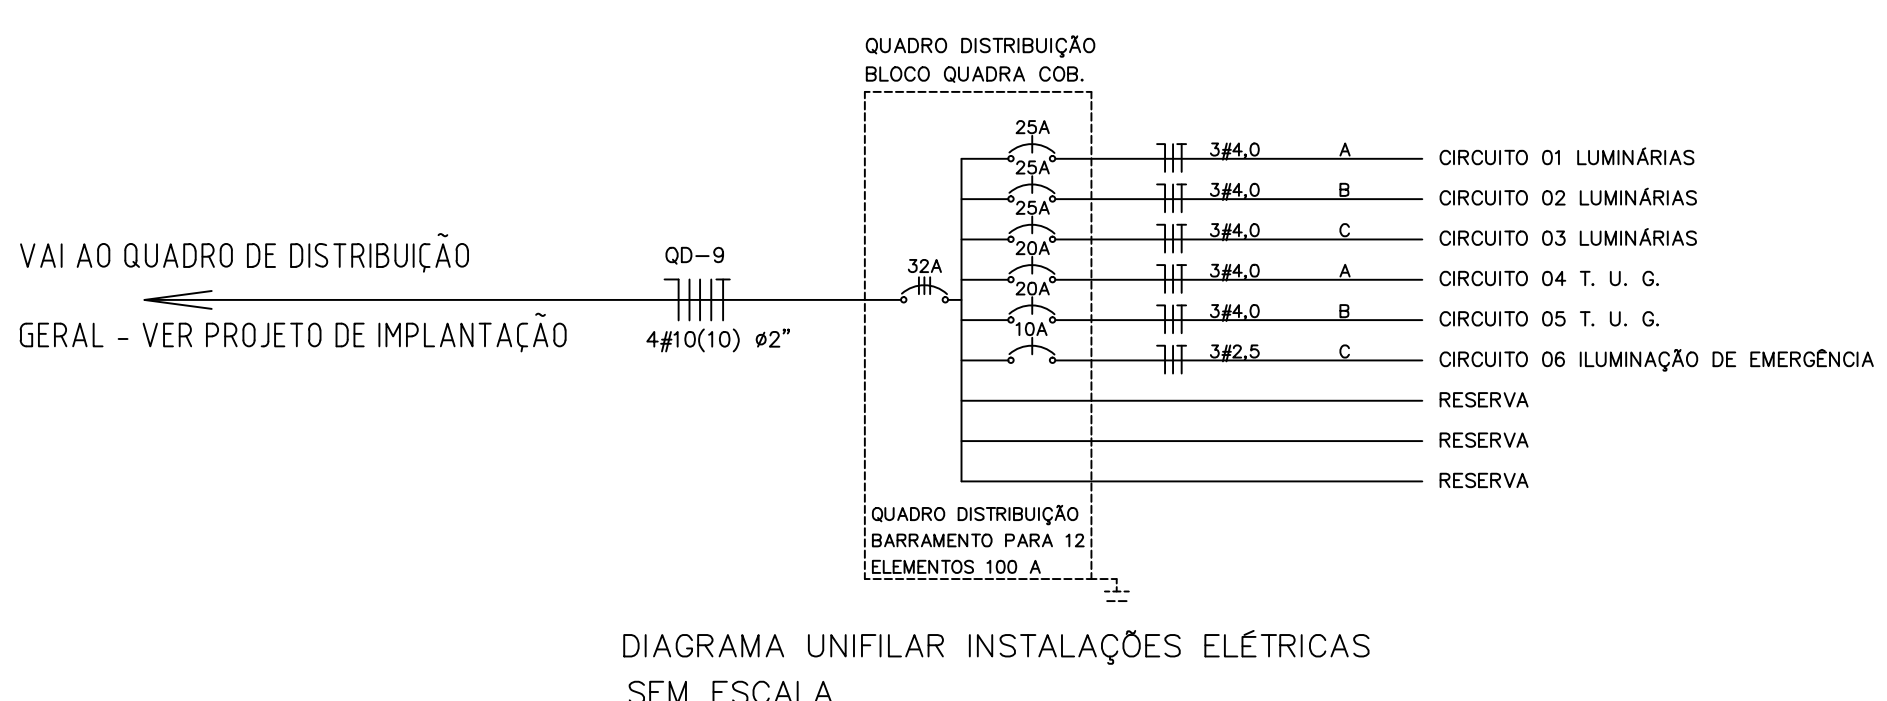 QUADRO DISTRIBUIÇÃO
BLOCO QUADRA COB.
25A
3#4,0 A CIRCUITO 01 LUMINÁRIAS
25A
3#4,0 B CIRCUITO 02 LUMINÁRIAS
25A
3#4,0 C CIRCUITO 03 LUMINÁRIAS
20A
3#4,0 A CIRCUITO 04 T. U. G.
20A
3#4,0 B CIRCUITO 05 T. U. G.
10A
3#2,5 C CIRCUITO 06 ILUMINAÇÃO DE EMERGÊNCIA
RESERVA
RESERVA
RESERVA
32A
VAI AO QUADRO DE DISTRIBUIÇÃO
GERAL - VER PROJETO DE IMPLANTAÇÃO
QD-9
4#10(10) ø2”
QUADRO DISTRIBUIÇÃO
BARRAMENTO PARA 12
ELEMENTOS 100 A
DIAGRAMA UNIFILAR INSTALAÇÕES ELÉTRICAS
SEM ESCALA